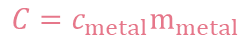 C = c_metal m_metal